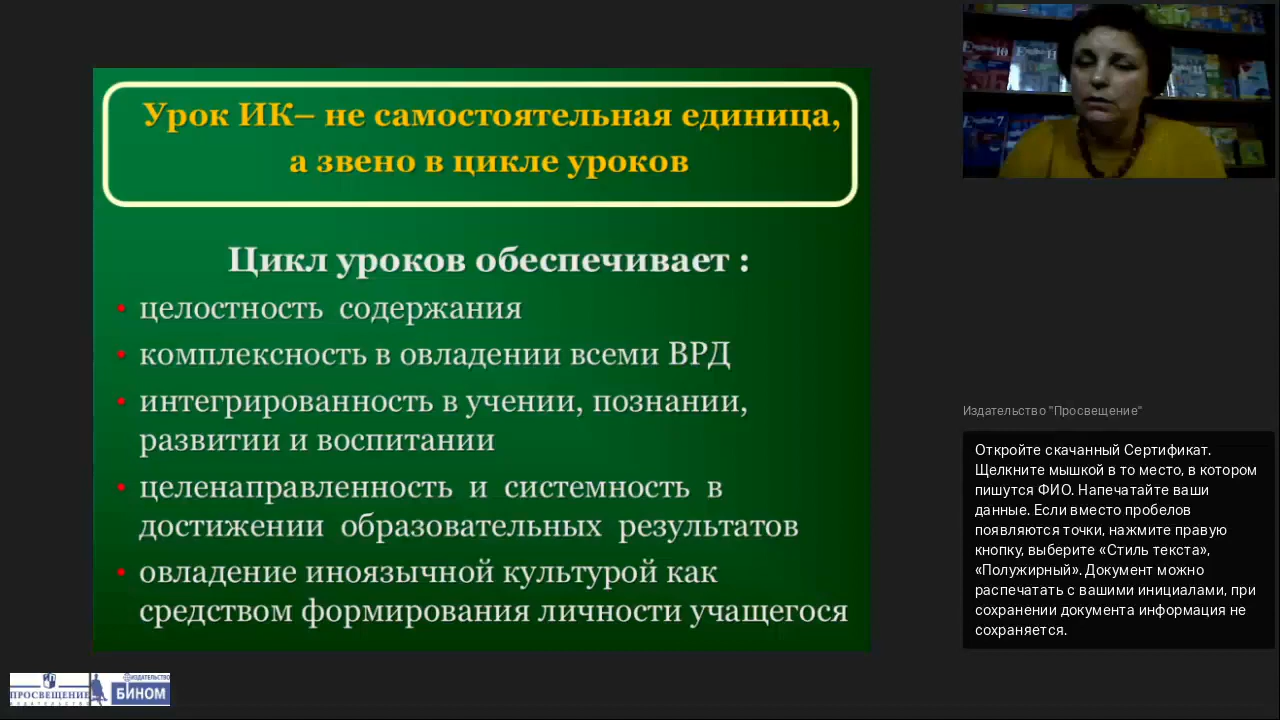 Урок ИК– не самостоятельная единица,
а звено в цикле уроков
Цикл уроков обеспечивает :
• целостность содержания
• комплексность в овладении всеми ВРД
• интегрированность в учении, познании,
развитии и воспитании
• целенаправленность и системность в
достижении образовательных результатов
• овладение иноязычной культурой как
средством формирования личности учащегося
Издательство "Просвещение"
Откройте скачанный Сертификат.
Щелкните мышкой в то место, в котором
пишутся ФИО. Напечатайте ваши
данные. Если вместо пробелов
появляются точки, нажмите правую
кнопку, выберите «Стиль текста»,
«Полужирный». Документ можно
распечатать с вашими инициалами, при
сохранении документа информация не
сохраняется.
ПРОСВЕЩЕНИЕ
ИЗДАТЕЛЬСТВО
ИЗДАТЕЛЬСТВО
БИНОМ